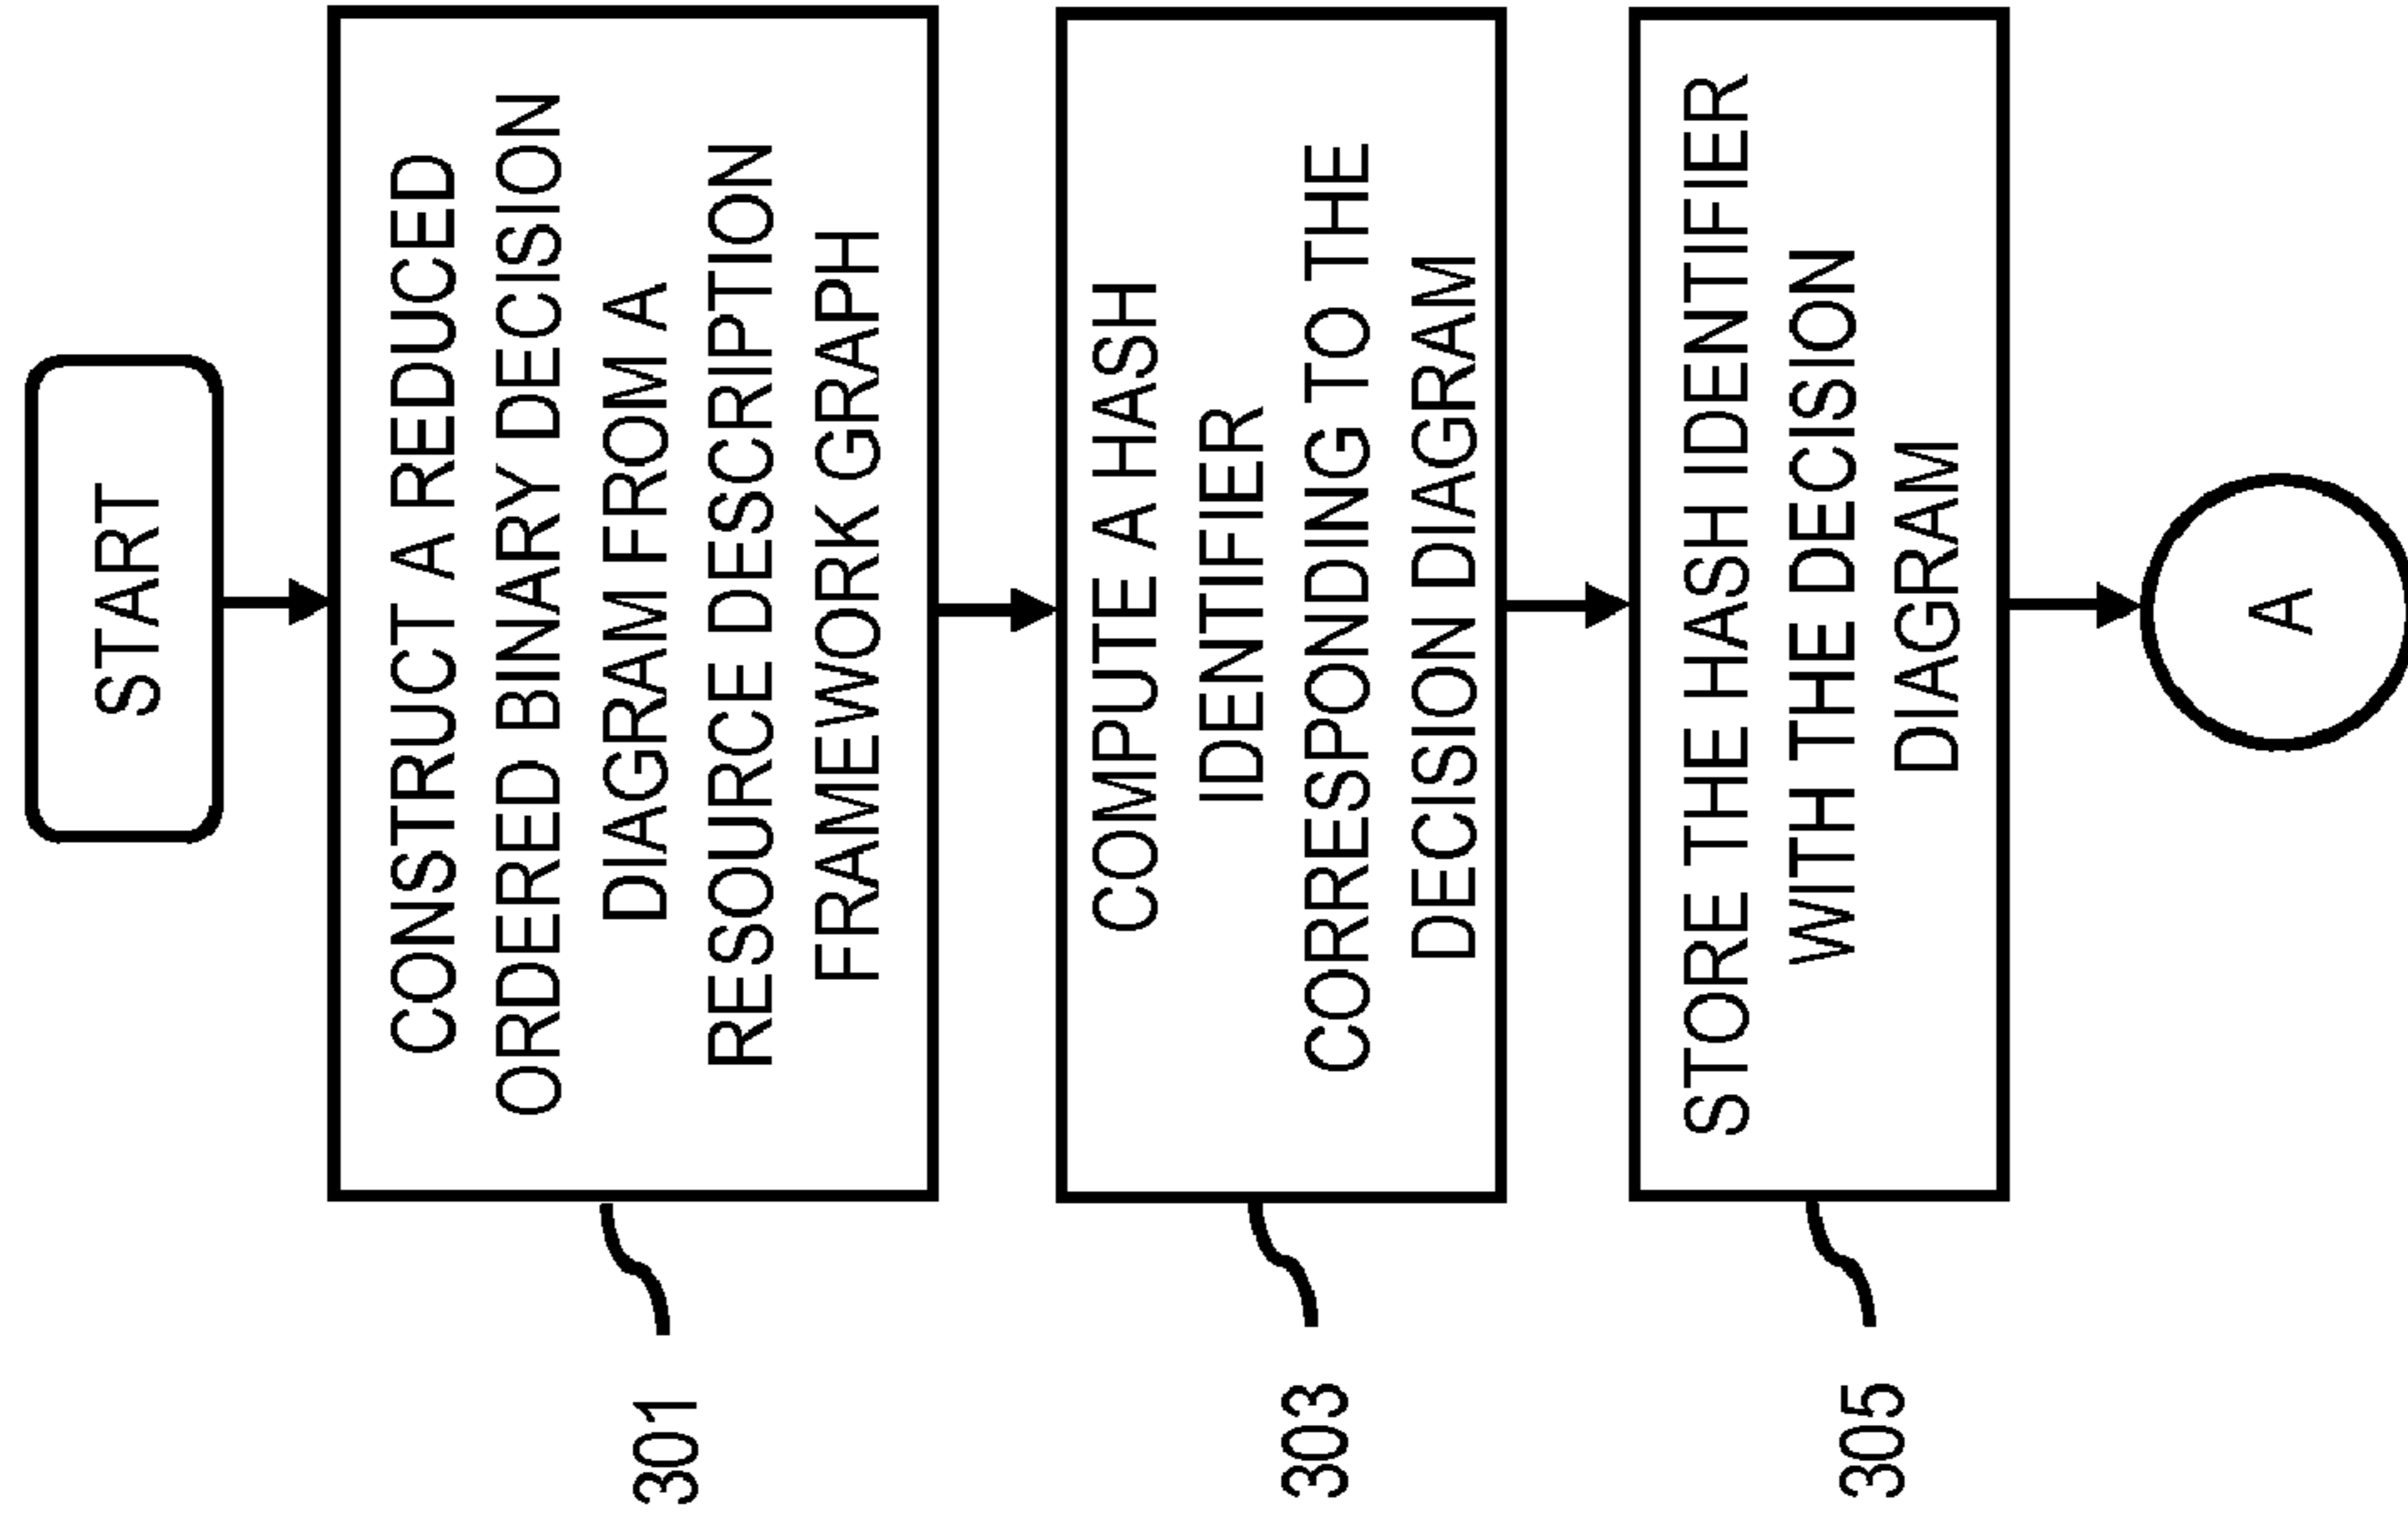 START
CONSTRUCT A REDUCED
ORDERED BINARY DECISION
DIAGRAM FROM A
RESOURCE DESCRIPTION
FRAMEWORK GRAPH
301
COMPUTE A HASH
IDENTIFIER
CORRESPONDING TO THE
DECISION DIAGRAM
303
STORE THE HASH IDENTIFIER
WITH THE DECISION
DIAGRAM
305
A